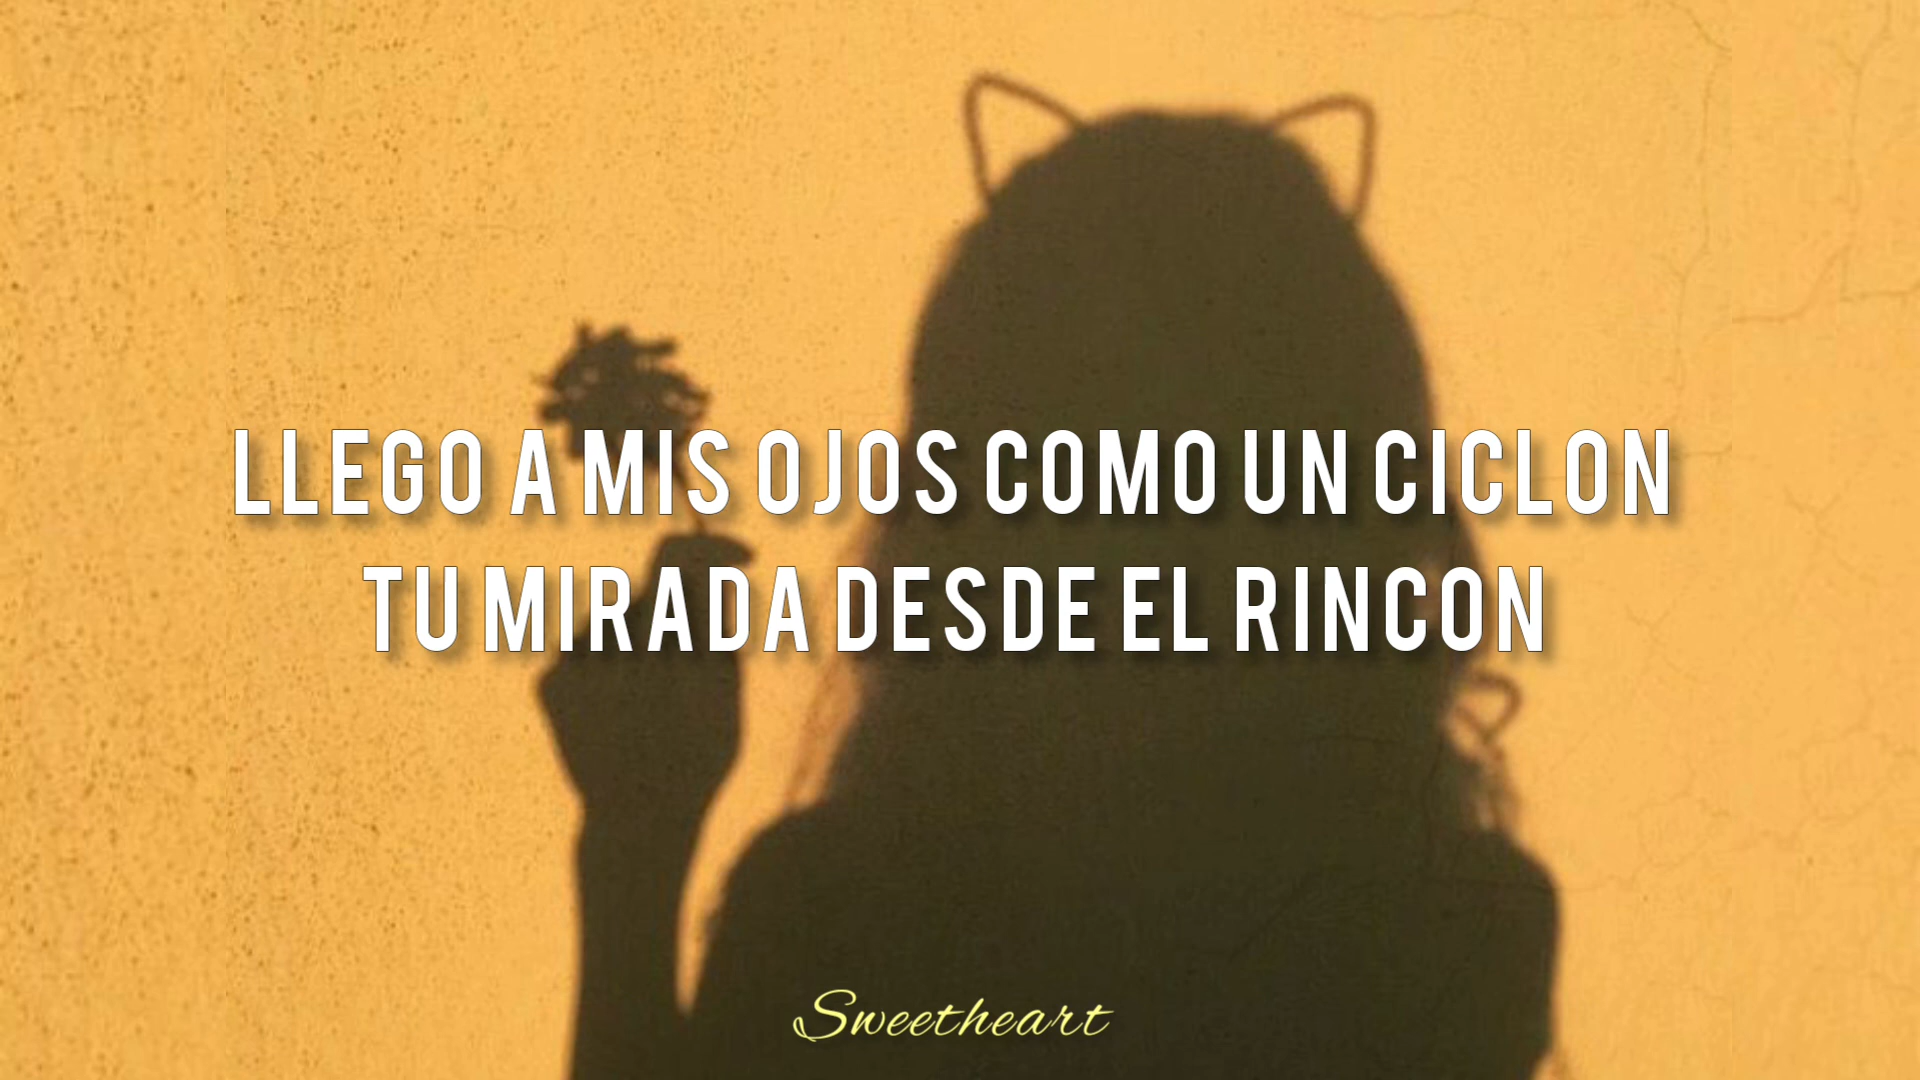 LLEGO A MIS OJOS COMO UN CICLON
TU MIRADA DESDE EL RINCON
Sweetheart